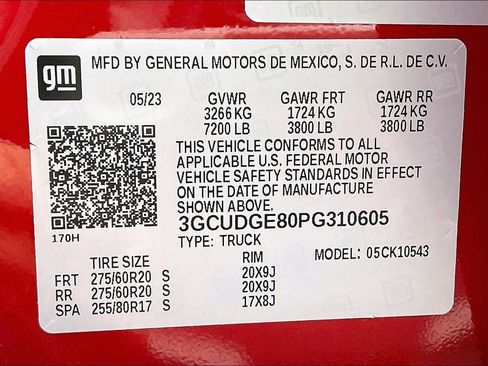 gm
MFD BY GENERAL MOTORS DE MEXICO, S. DE R.L. DE C.V.
05/23 GVWR GAWR FRT GAWR RR
3266 KG 1724 KG 1724 KG
7200 LB 3800 LB 3800 LB
THIS VEHICLE CONFORMS TO ALL
APPLICABLE U.S. FEDERAL MOTOR
VEHICLE SAFETY STANDARDS IN EFFECT
ON THE DATE OF MANUFACTURE
SHOWN ABOVE.
3GCUDGE80PG310605
170H TYPE: TRUCK
MODEL: 05CK10543
TIRE SIZE RIM
FRT 275/60R20 S 20X9J
RR 275/60R20 S 20X9J
SPA 255/80R17 S 17X8J